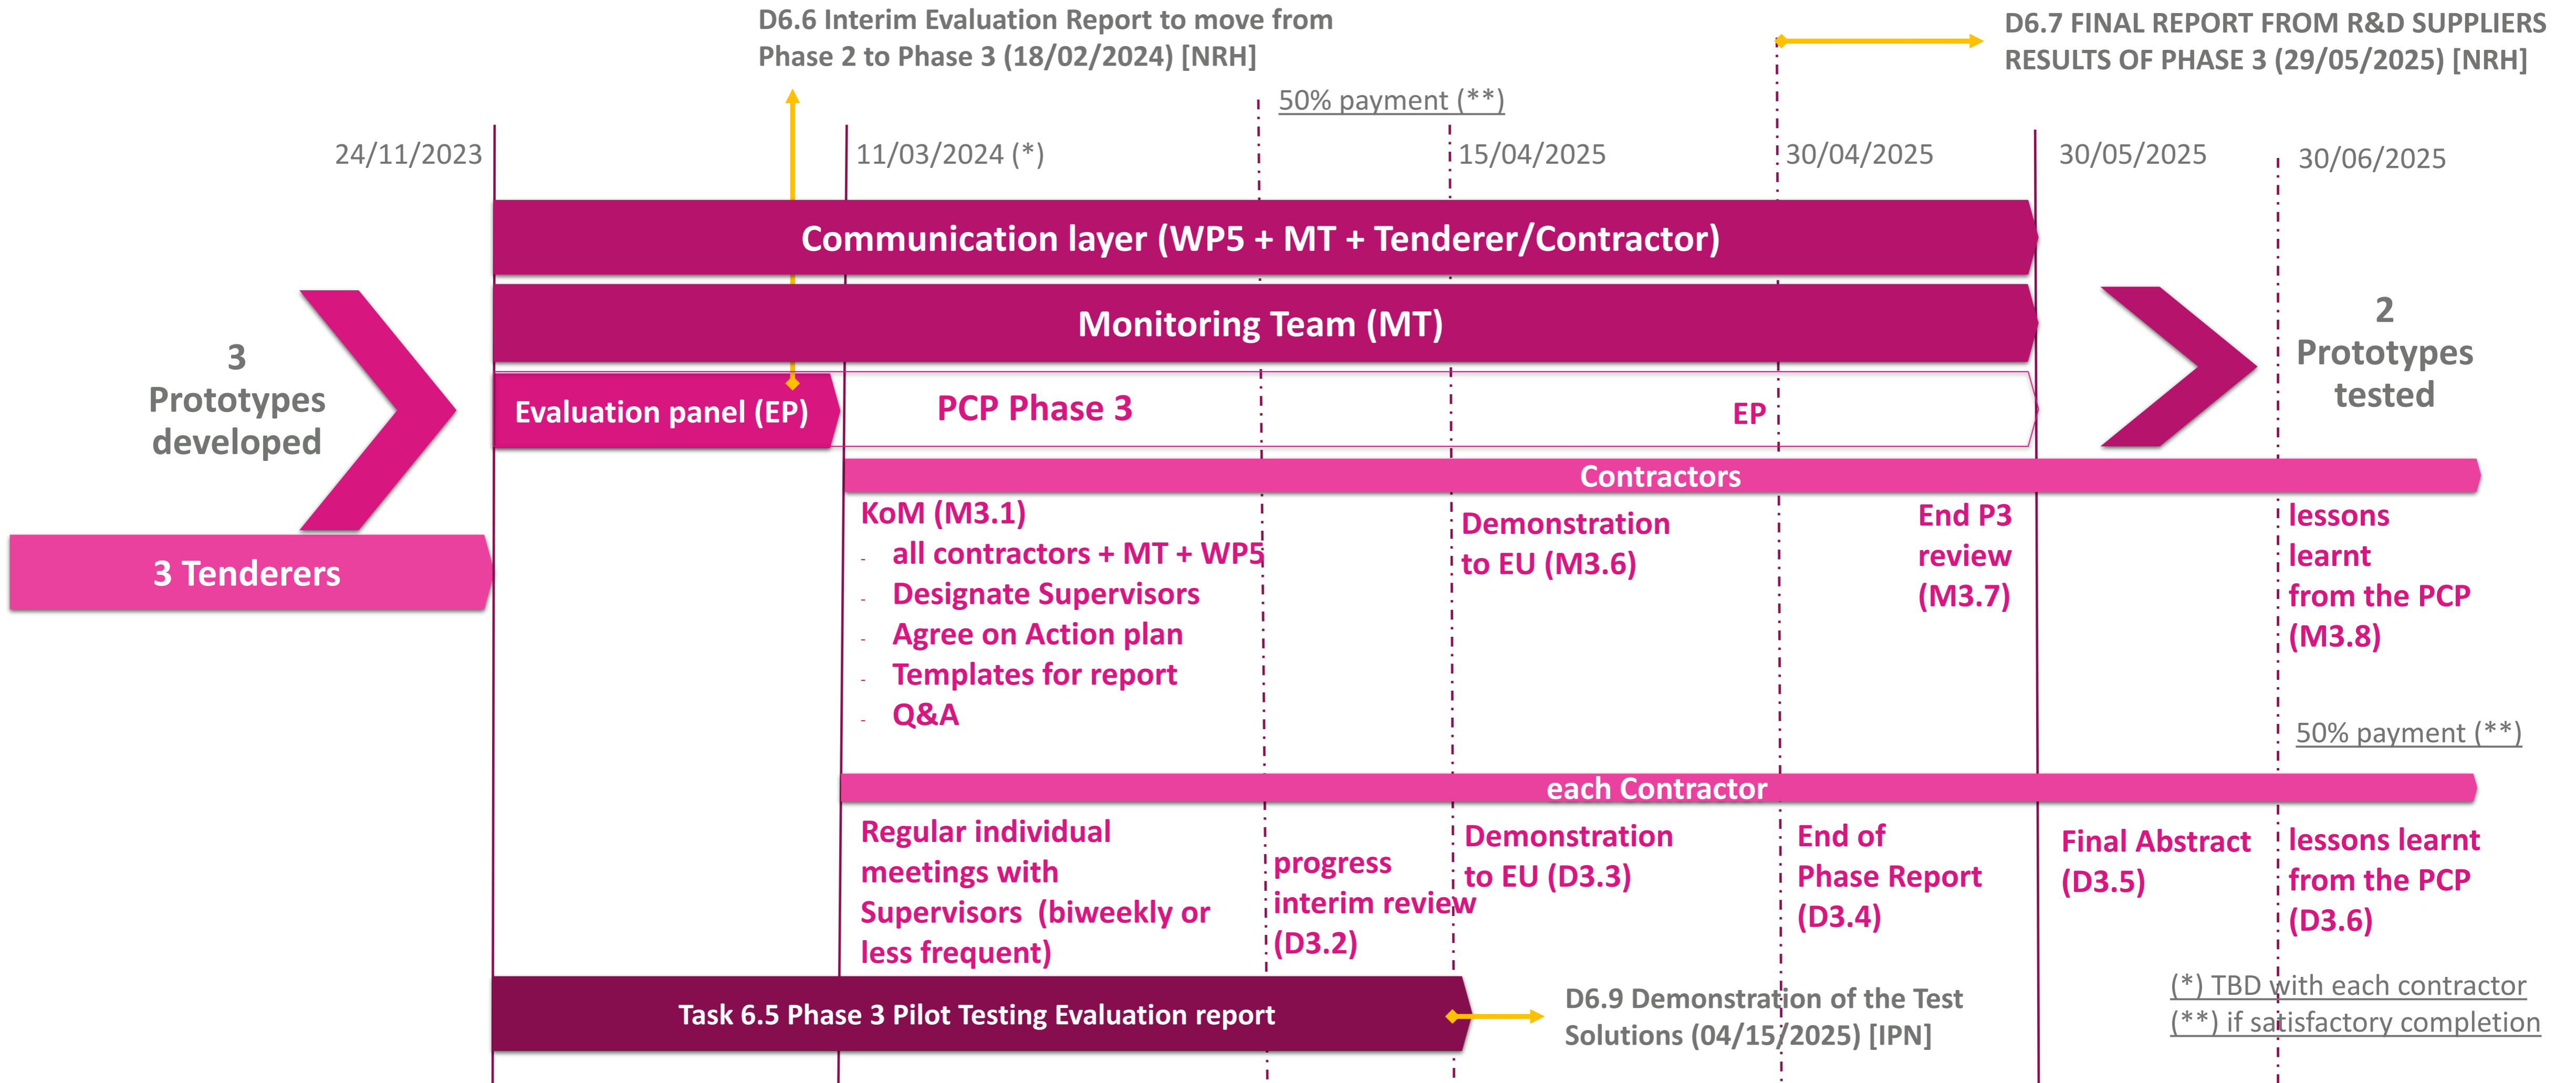 D6.6 Interim Evaluation Report to move from
Phase 2 to Phase 3 (18/02/2024) [NRH]
D6.7 FINAL REPORT FROM R&D SUPPLIERS
RESULTS OF PHASE 3 (29/05/2025) [NRH]
50% payment (**)
24/11/2023
11/03/2024 (*)
15/04/2025
30/04/2025
30/05/2025
30/06/2025
Communication layer (WP5 + MT + Tenderer/Contractor)
Monitoring Team (MT)
3
Prototypes
developed
2
Prototypes
tested
Evaluation panel (EP)
PCP Phase 3
EP
Contractors
3 Tenderers
KoM (M3.1)
- all contractors + MT + WP5
- Designate Supervisors
- Agree on Action plan
- Templates for report
- Q&A
Demonstration
to EU (M3.6)
End P3
review
(M3.7)
lessons
learnt
from the PCP
(M3.8)
50% payment (**)
each Contractor
Regular individual
meetings with
Supervisors (biweekly or
less frequent)
progress
interim review
(D3.2)
Demonstration
to EU (D3.3)
End of
Phase Report
(D3.4)
Final Abstract
(D3.5)
lessons learnt
from the PCP
(D3.6)
Task 6.5 Phase 3 Pilot Testing Evaluation report
D6.9 Demonstration of the Test
Solutions (04/15/2025) [IPN]
(*) TBD with each contractor
(**) if satisfactory completion